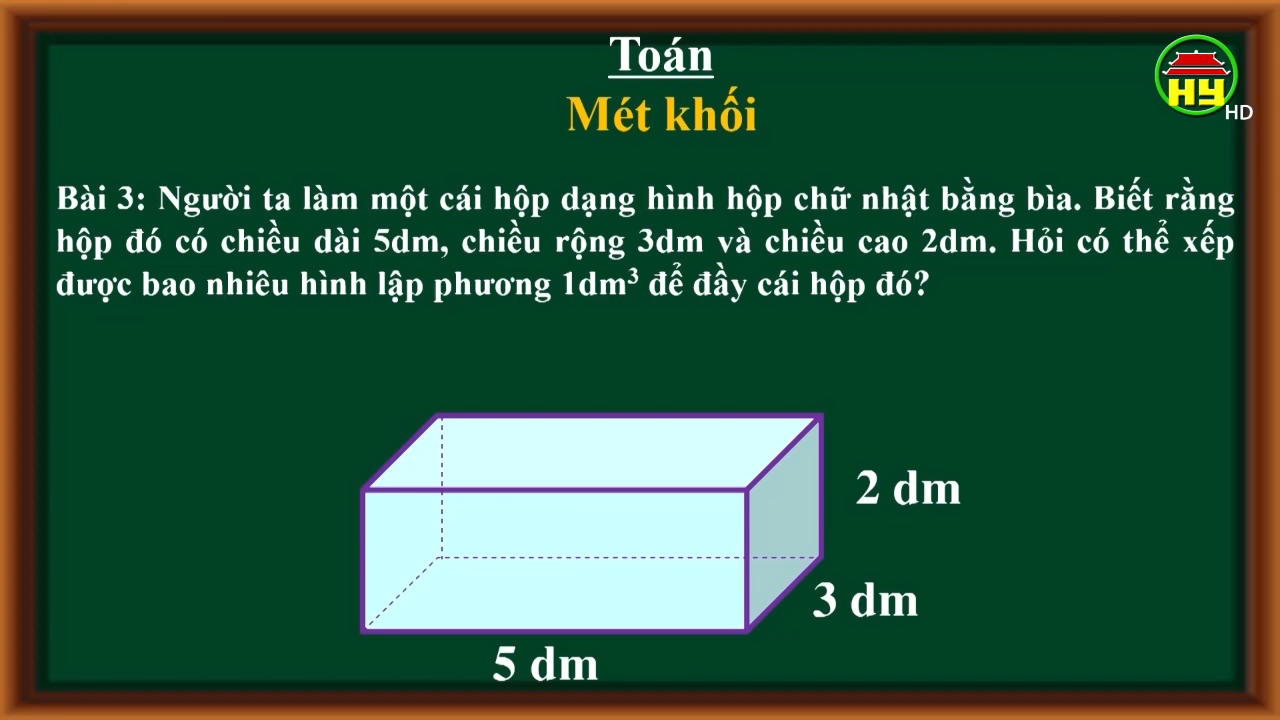 Toán
HY
HD
Mét khối
Bài 3: Người ta làm một cái hộp dạng hình hộp chữ nhật bằng bìa. Biết rằng
hộp đó có chiều dài 5dm, chiều rộng 3dm và chiều cao 2dm. Hỏi có thể xếp
được bao nhiêu hình lập phương 1dm³ để đầy cái hộp đó?
2 dm
3 dm
5 dm